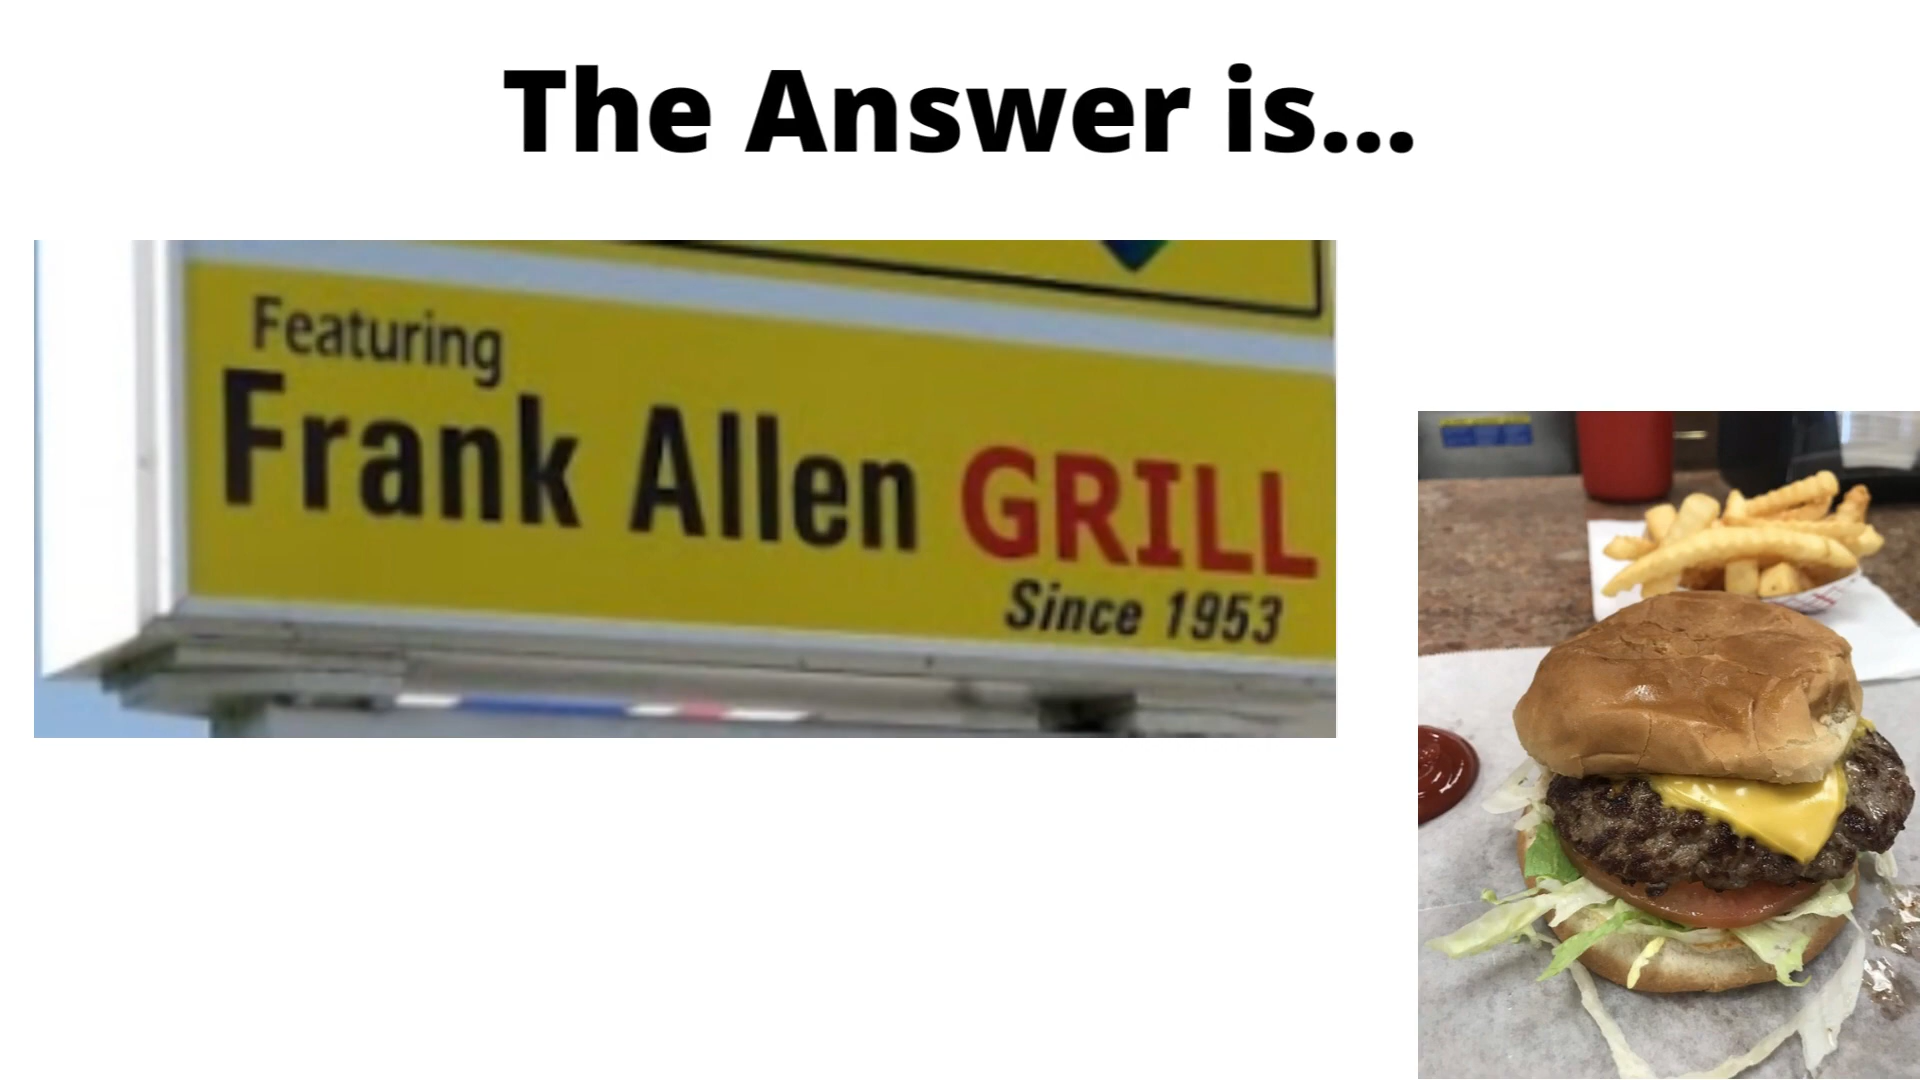 The Answer is...
Featuring
Frank Allen GRILL
Since 1953